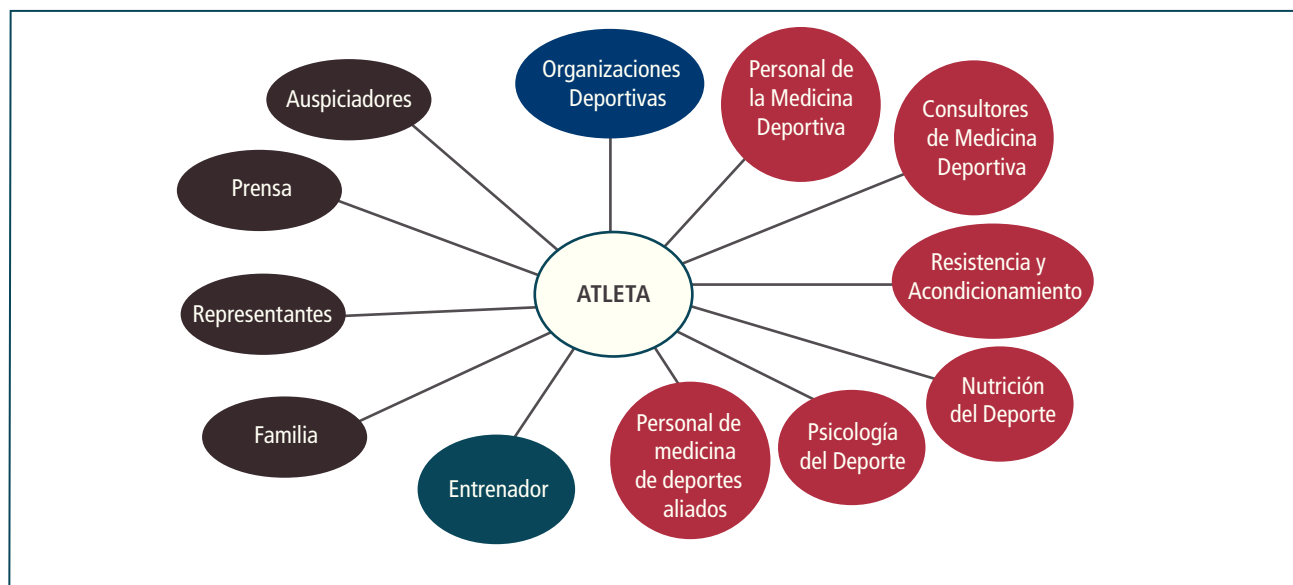 Organizaciones
Deportivas
Personal de
la Medicina
Deportiva
Consultores
de Medicina
Deportiva
Resistencia y
Acondicionamiento
Nutrición
del Deporte
Psicología
del Deporte
Personal de
medicina
de deportes
aliados
Entrenador
Familia
Representantes
Prensa
Auspiciadores
ATLETA